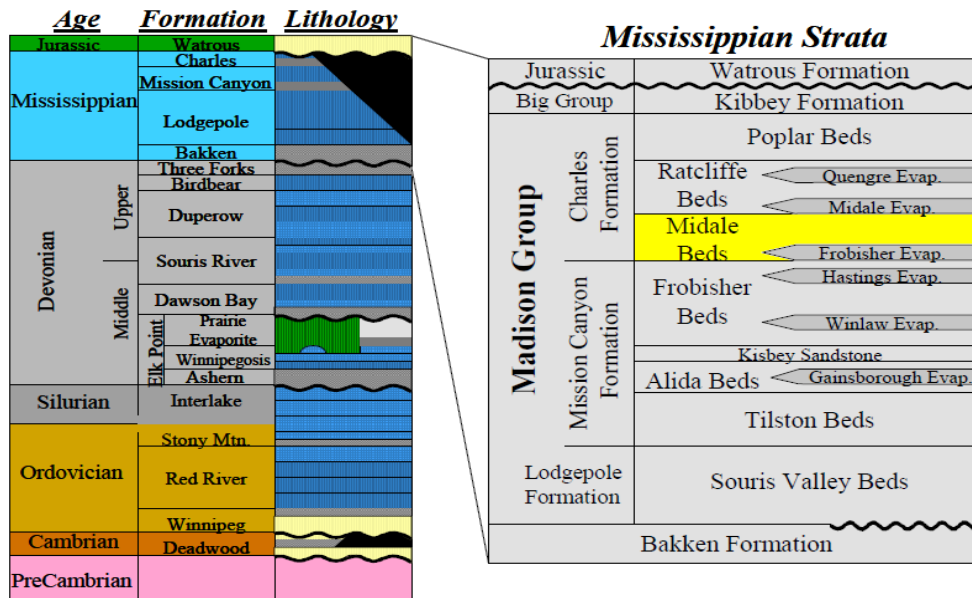 Age Formation Lithology
Jurassic Watrous
Mississippian
Charles
Mission Canyon
Lodgepole
Bakken
Devonian
Upper
Three Forks
Birdbear
Duperow
Souris River
Middle
Dawson Bay
Elk Point
Prairie
Evaporite
Winnipegosis
Ashern
Silurian Interlake
Ordovician
Stony Mtn.
Red River
Winnipeg
Cambrian Deadwood
PreCambrian
Mississippian Strata
Jurassic Watrous Formation
Big Group Kibbey Formation
Madison Group
Charles
Formation
Poplar Beds
Ratcliffe
Beds
Quengre Evap.
Midale Evap.
Midale
Beds
Frobisher Evap.
Mission Canyon
Formation
Hastings Evap.
Frobisher
Beds
Winlaw Evap.
Kisbey Sandstone
Alida Beds Gainsborough Evap.
Tilston Beds
Lodgepole
Formation
Souris Valley Beds
Bakken Formation